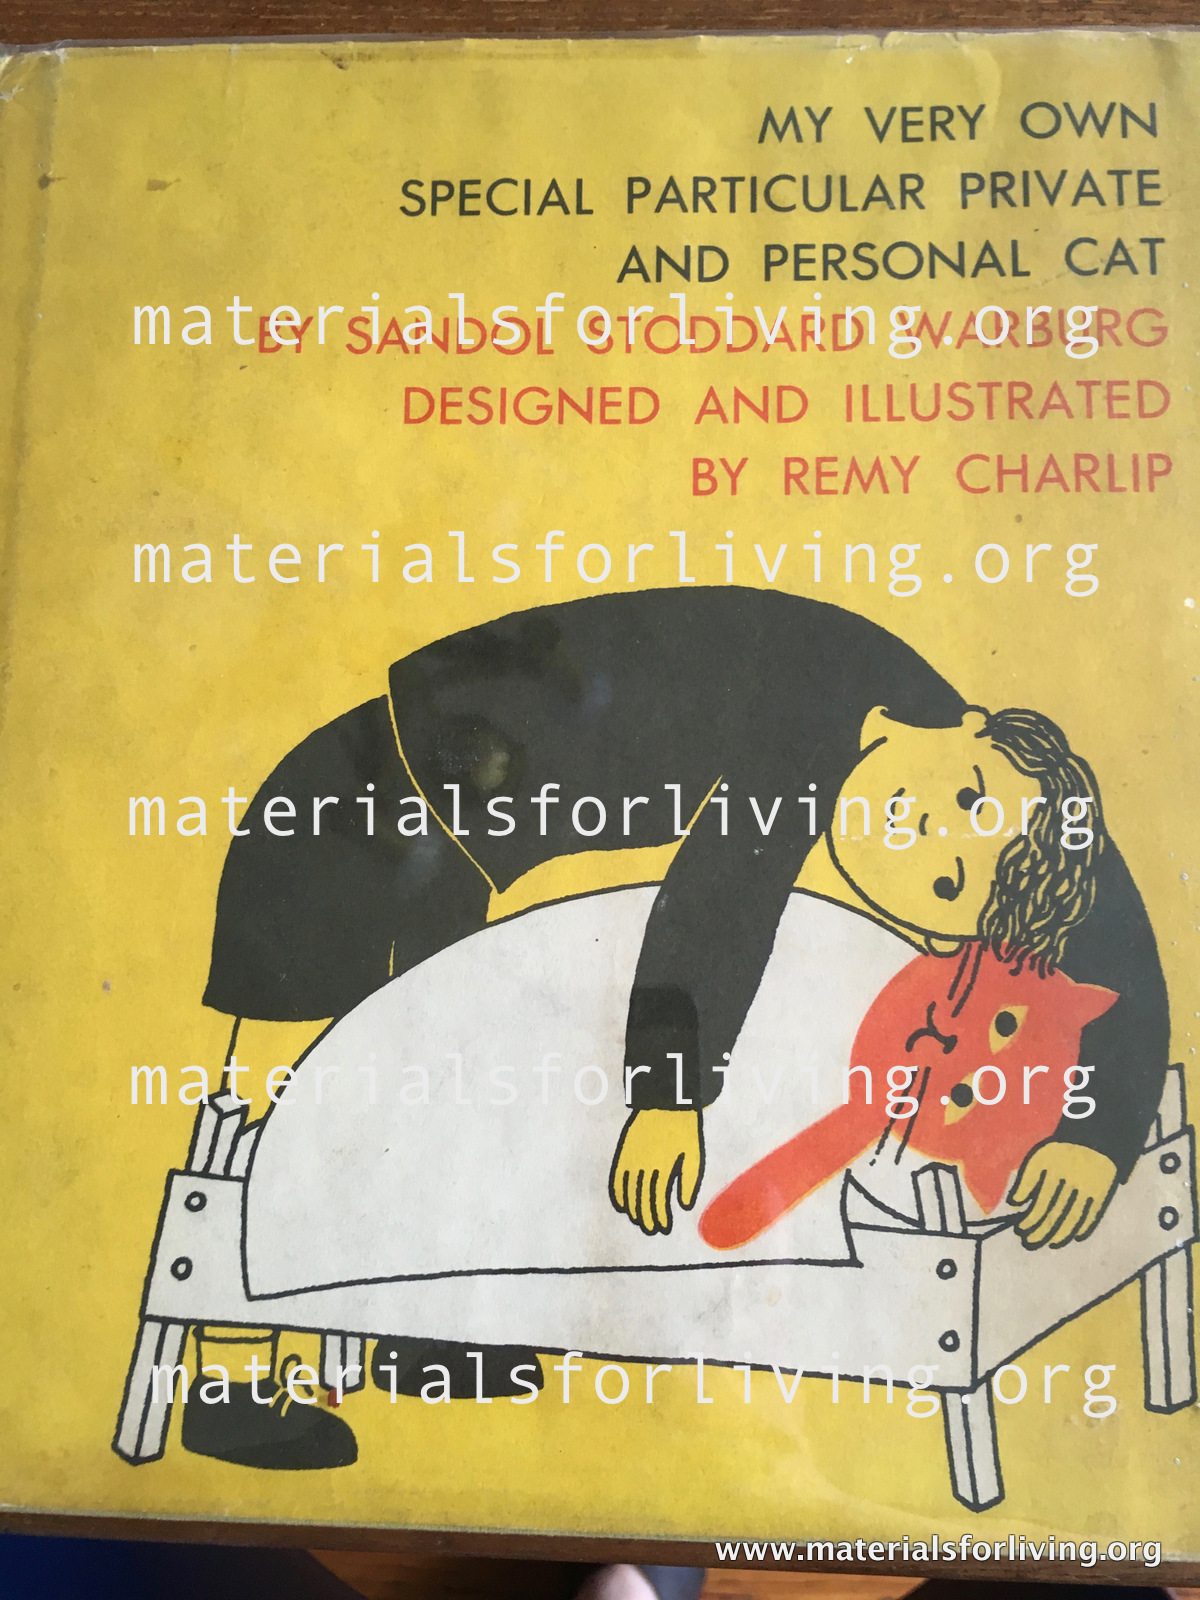 MY VERY OWN
SPECIAL PARTICULAR PRIVATE
AND PERSONAL CAT
materialsforliving.org
BY SANDOL STODDARD WARBURG
DESIGNED AND ILLUSTRATED
BY REMY CHARLIP
materialsforliving.org
materialsforliving.org
materialsforliving.org
materialsforliving.org
www.materialsforliving.org